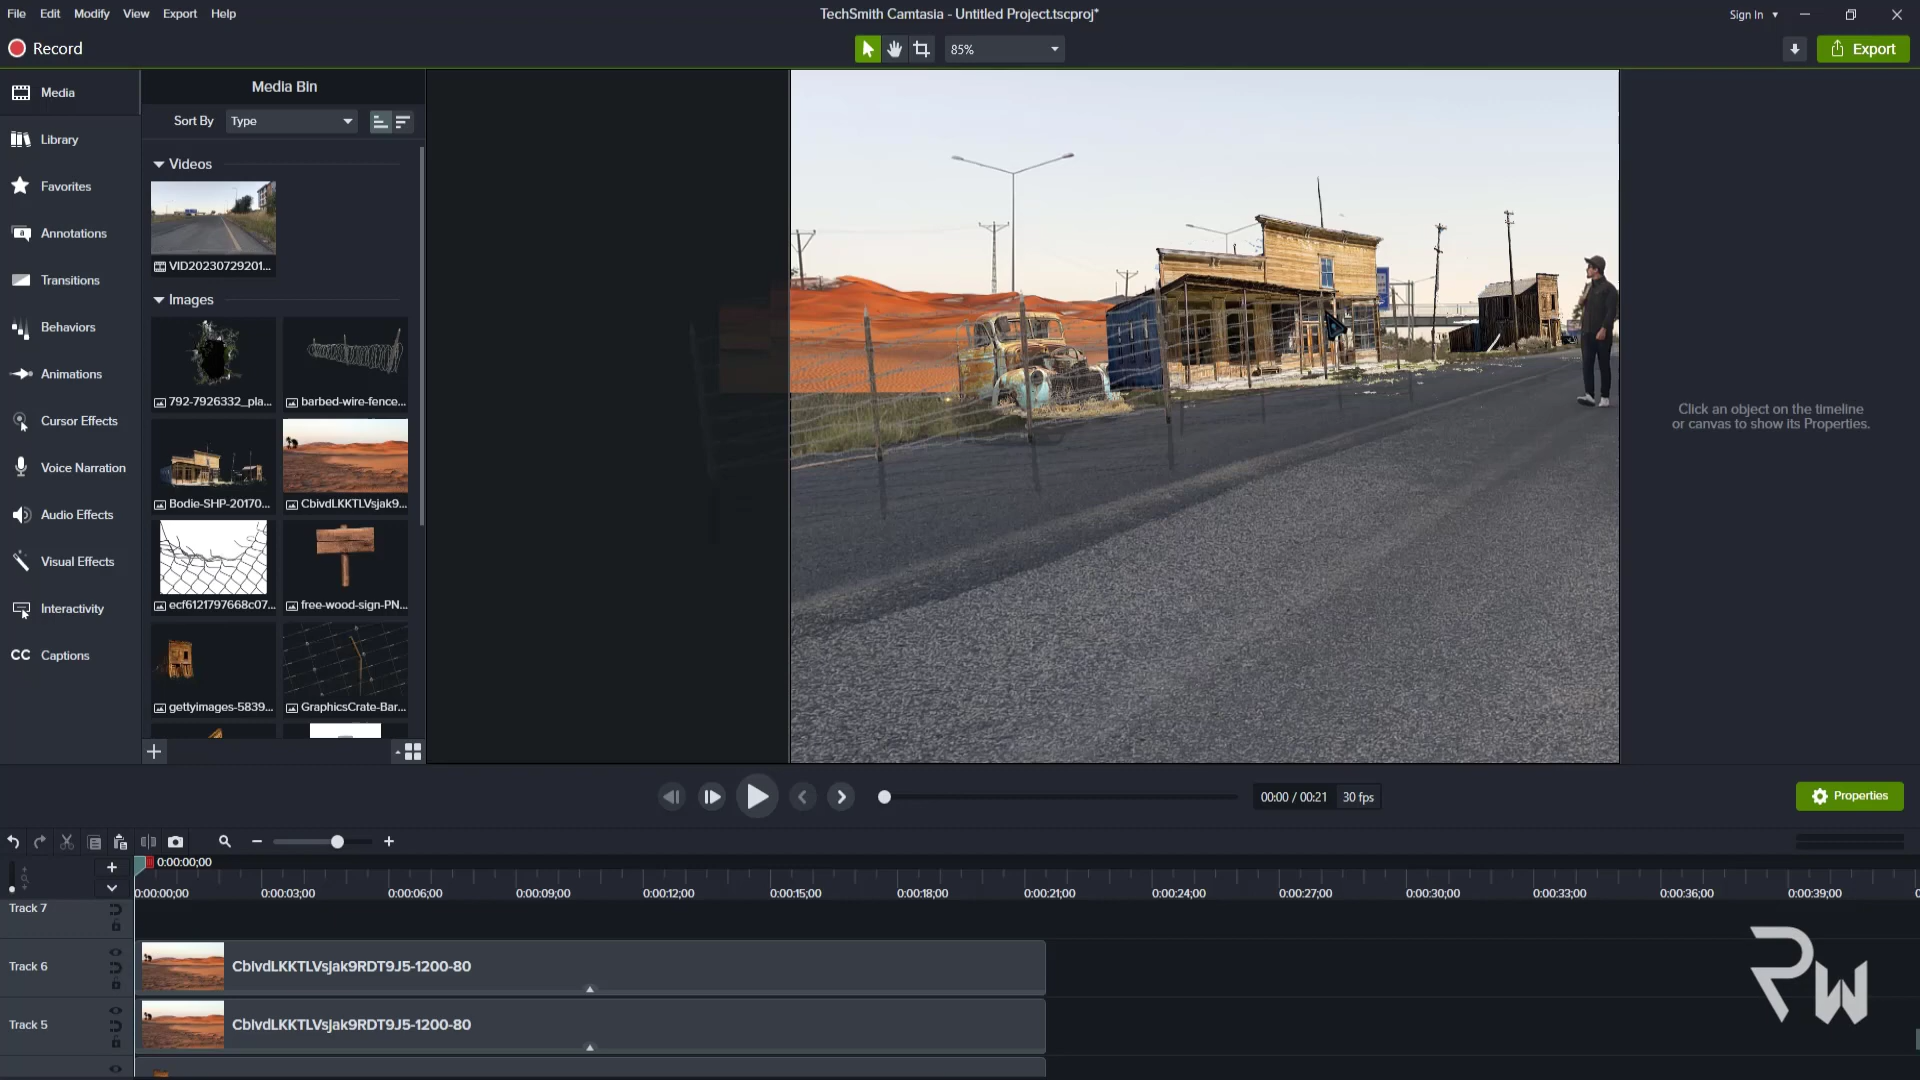 File Edit Modify View Export Help
TechSmith Camtasia - Untitled Project.tscproj*
Sign In
Record
85%
Export
Media
Library
Favorites
Annotations
Transitions
Behaviors
Animations
Cursor Effects
Voice Narration
Audio Effects
Visual Effects
Interactivity
CC Captions
Media Bin
Sort By Type
Videos
VID20230729201...
Images
792-7926332_pla...
barbed-wire-fence...
Bodie-SHP-20170...
CbivdLKKTLVsjak9...
ecf6121797668c07...
free-wood-sign-PN...
gettyimages-5839...
GraphicsCrate-Bar...
Click an object on the timeline
or canvas to show its Properties.
00:00 / 00:21 30 fps
Properties
0:00:00;00
0:00:00;00 0:00:03;00 0:00:06;00 0:00:09;00 0:00:12;00 0:00:15;00 0:00:18;00 0:00:21;00 0:00:24;00 0:00:27;00 0:00:30;00 0:00:33;00 0:00:36;00 0:00:39;00
Track 7
Track 6
CbivdLKKTLVsjak9RDT9J5-1200-80
Track 5
CbivdLKKTLVsjak9RDT9J5-1200-80
RW